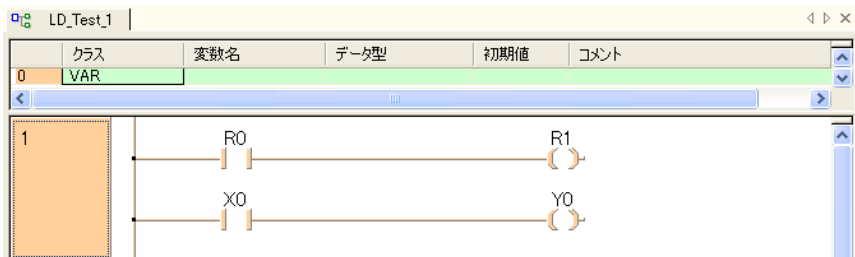 LD_Test_1
クラス 変数名 データ型 初期値 コメント
0 VAR
1
R0 R1
X0 Y0